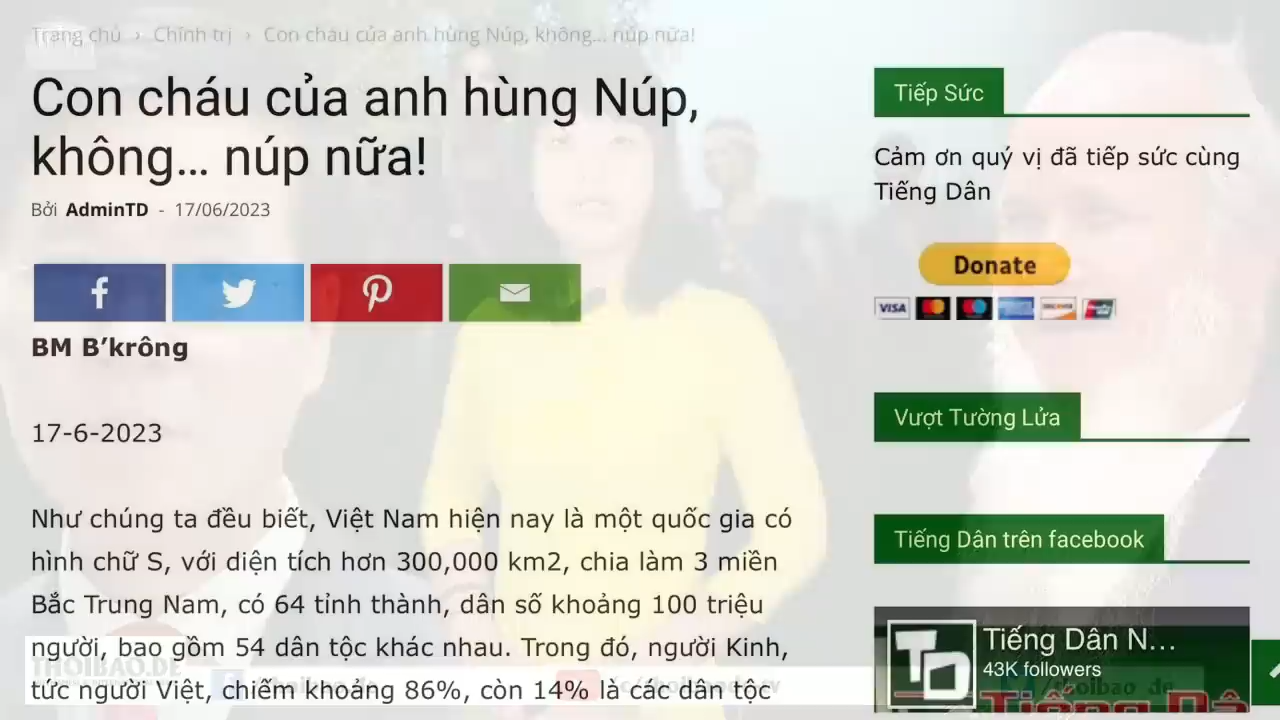 Trang chủ › Chính trị › Con cháu của anh hùng Núp, không... núp nữa!
Con cháu của anh hùng Núp,
không... núp nữa!
Bởi AdminTD - 17/06/2023
BM B’krông
17-6-2023
Như chúng ta đều biết, Việt Nam hiện nay là một quốc gia có
hình chữ S, với diện tích hơn 300,000 km2, chia làm 3 miền
Bắc Trung Nam, có 64 tỉnh thành, dân số khoảng 100 triệu
người, bao gồm 54 dân tộc khác nhau. Trong đó, người Kinh,
tức người Việt, chiếm khoảng 86%, còn 14% là các dân tộc
Tiếp Sức
Cảm ơn quý vị đã tiếp sức cùng
Tiếng Dân
Donate
VISA
Vượt Tường Lửa
Tiếng Dân trên facebook
Tiếng Dân N...
43K followers
THOIBAO.DE